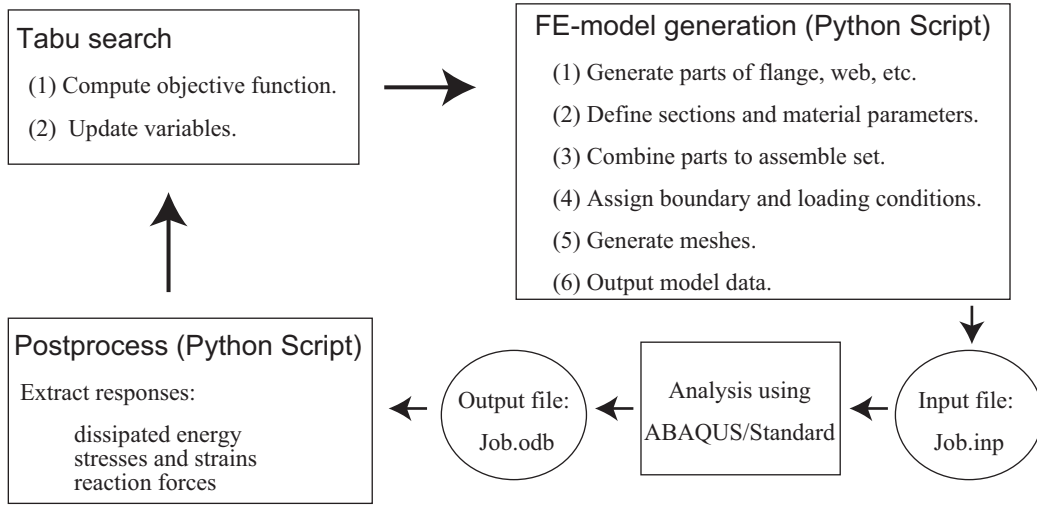 Tabu search
(1) Compute objective function.
(2) Update variables.
FE-model generation (Python Script)
(1) Generate parts of flange, web, etc.
(2) Define sections and material parameters.
(3) Combine parts to assemble set.
(4) Assign boundary and loading conditions.
(5) Generate meshes.
(6) Output model data.
Input file:
Job.inp
Analysis using
ABAQUS/Standard
Output file:
Job.odb
Postprocess (Python Script)
Extract responses:
dissipated energy
stresses and strains
reaction forces